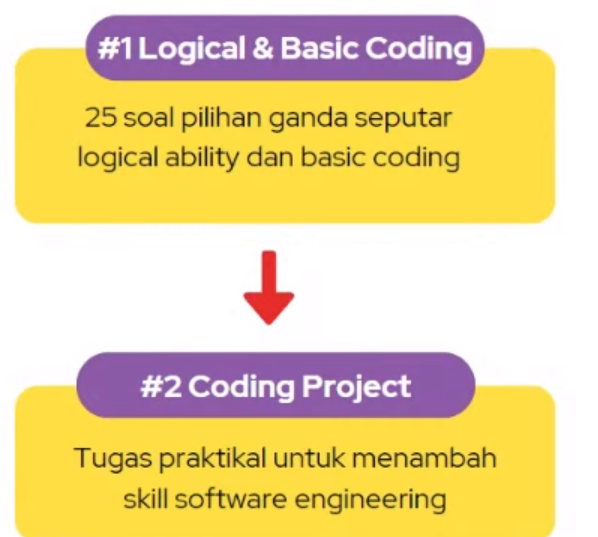 #1 Logical & Basic Coding
25 soal pilihan ganda seputar
logical ability dan basic coding
#2 Coding Project
Tugas praktikal untuk menambah
skill software engineering